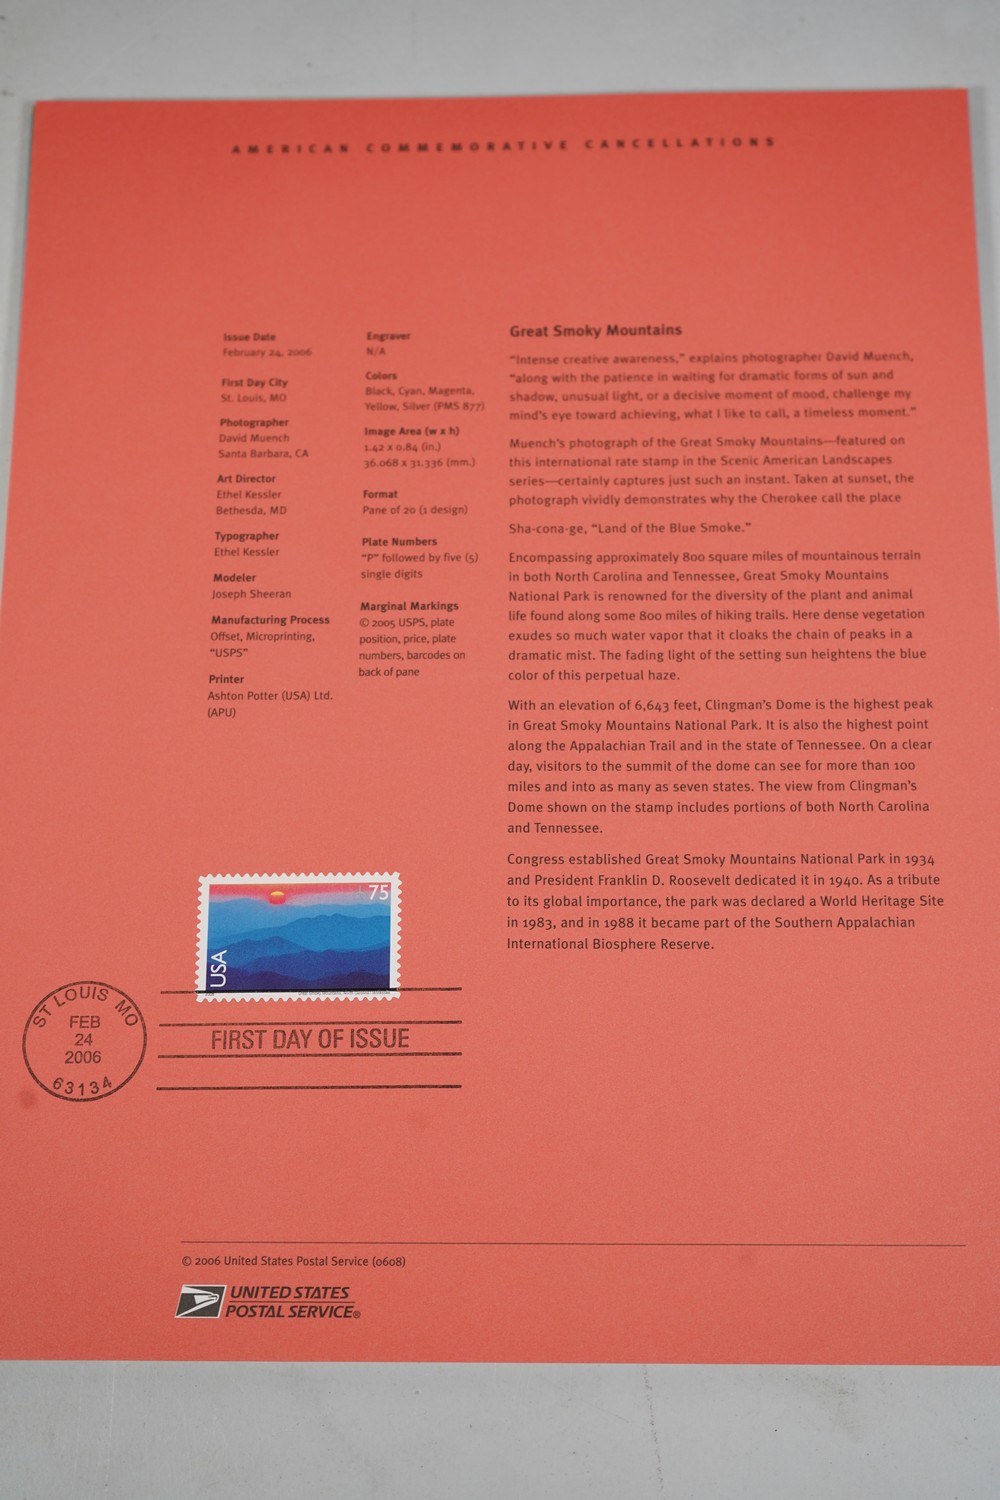 AMERICAN COMMEMORATIVE CANCELLATIONS
Issue Date
February 24, 2006
First Day City
St. Louis, MO
Photographer
David Muench
Santa Barbara, CA
Art Director
Ethel Kessler
Bethesda, MD
Typographer
Ethel Kessler
Modeler
Joseph Sheeran
Manufacturing Process
Offset, Microprinting,
“USPS”
Printer
Ashton Potter (USA) Ltd.
(APU)
Engraver
N/A
Colors
Black, Cyan, Magenta,
Yellow, Silver (PMS 877)
Image Area (w x h)
1.42 x 0.84 (in.)
36.068 x 31.336 (mm.)
Format
Pane of 20 (1 design)
Plate Numbers
“P” followed by five (5)
single digits
Marginal Markings
© 2005 USPS, plate
position, price, plate
numbers, barcodes on
back of pane
Great Smoky Mountains
“Intense creative awareness,” explains photographer David Muench,
“along with the patience in waiting for dramatic forms of sun and
shadow, unusual light, or a decisive moment of mood, challenge my
mind’s eye toward achieving, what I like to call, a timeless moment.”
Muench’s photograph of the Great Smoky Mountains—featured on
this international rate stamp in the Scenic American Landscapes
series—certainly captures just such an instant. Taken at sunset, the
photograph vividly demonstrates why the Cherokee call the place
Sha-cona-ge, “Land of the Blue Smoke.”
Encompassing approximately 800 square miles of mountainous terrain
in both North Carolina and Tennessee, Great Smoky Mountains
National Park is renowned for the diversity of the plant and animal
life found along some 800 miles of hiking trails. Here dense vegetation
exudes so much water vapor that it cloaks the chain of peaks in a
dramatic mist. The fading light of the setting sun heightens the blue
color of this perpetual haze.
With an elevation of 6,643 feet, Clingman’s Dome is the highest peak
in Great Smoky Mountains National Park. It is also the highest point
along the Appalachian Trail and in the state of Tennessee. On a clear
day, visitors to the summit of the dome can see for more than 100
miles and into as many as seven states. The view from Clingman’s
Dome shown on the stamp includes portions of both North Carolina
and Tennessee.
Congress established Great Smoky Mountains National Park in 1934
and President Franklin D. Roosevelt dedicated it in 1940. As a tribute
to its global importance, the park was declared a World Heritage Site
in 1983, and in 1988 it became part of the Southern Appalachian
International Biosphere Reserve.
75
USA
ST LOUIS MO
FEB
24
2006
63134
FIRST DAY OF ISSUE
© 2006 United States Postal Service (0608)
UNITED STATES
POSTAL SERVICE®